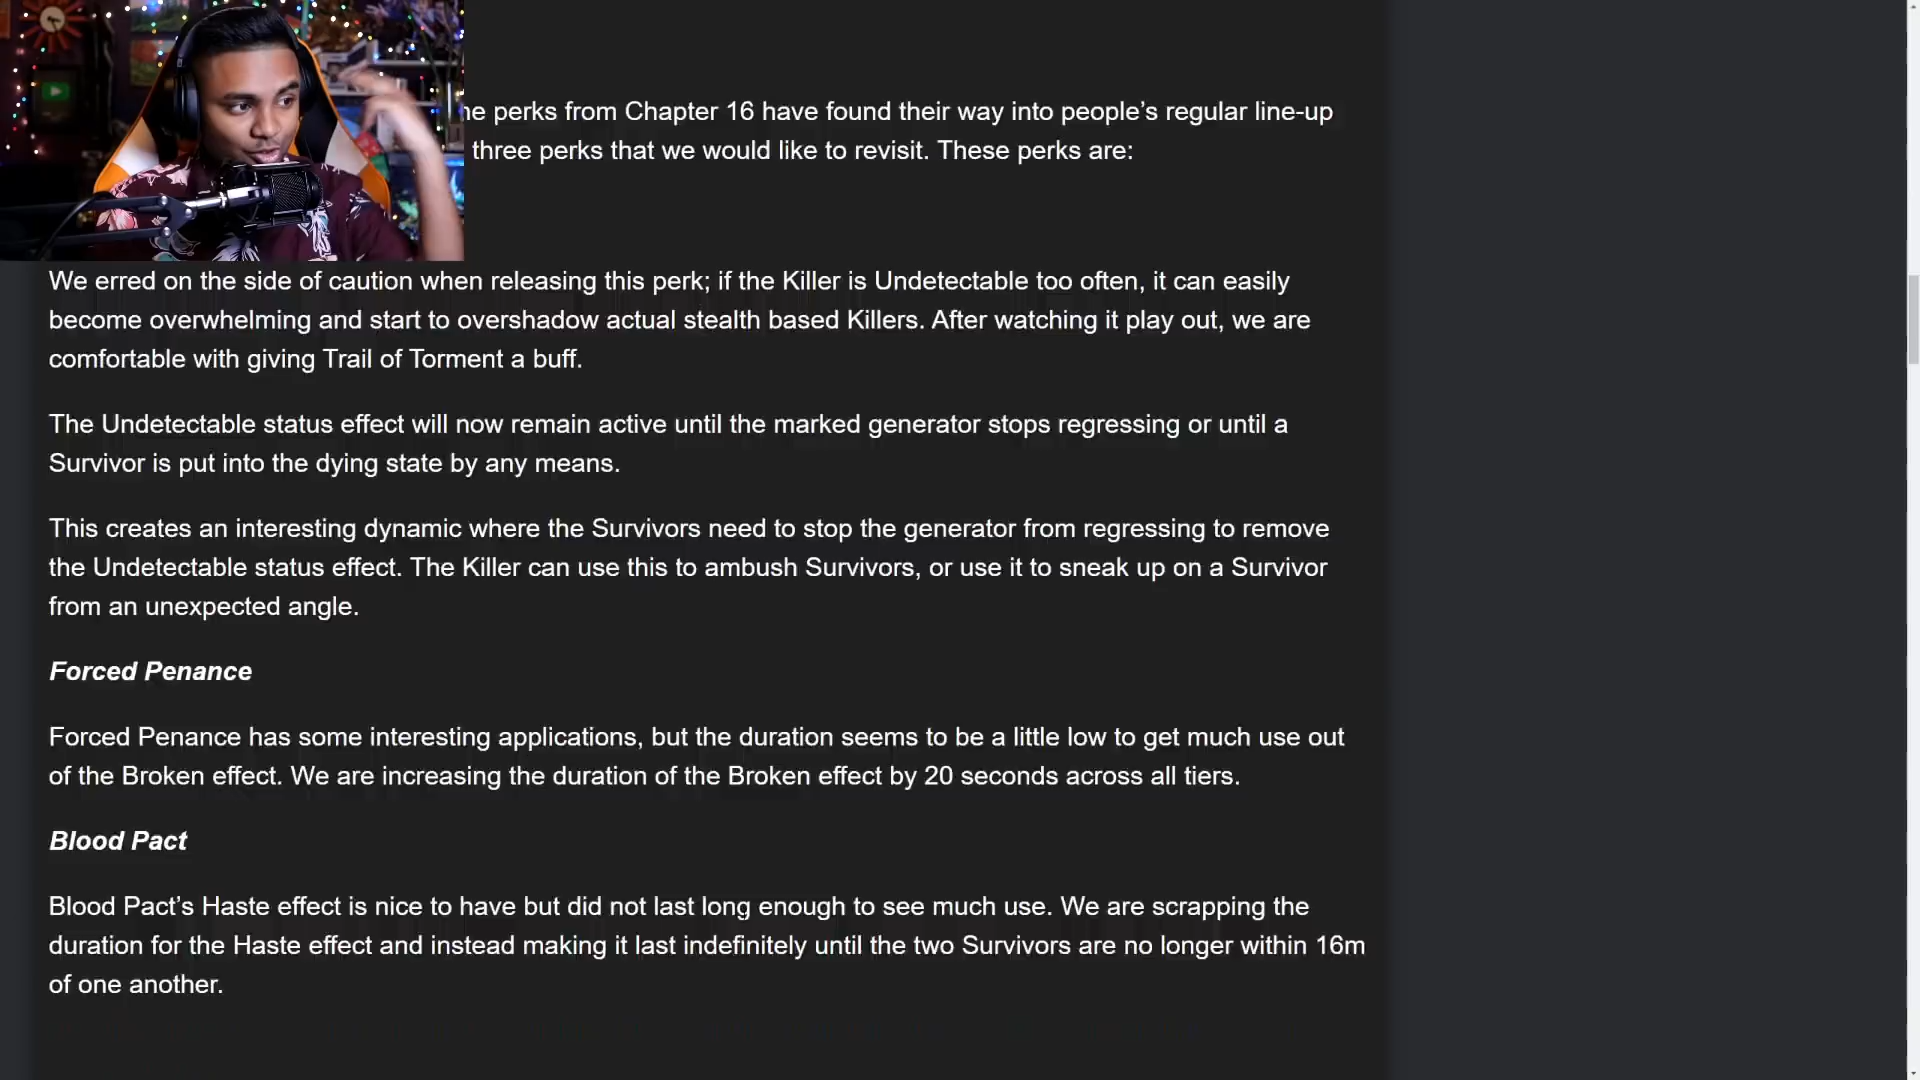 perks from Chapter 16 have found their way into people’s regular line-up
three perks that we would like to revisit. These perks are:
We erred on the side of caution when releasing this perk; if the Killer is Undetectable too often, it can easily
become overwhelming and start to overshadow actual stealth based Killers. After watching it play out, we are
comfortable with giving Trail of Torment a buff.
The Undetectable status effect will now remain active until the marked generator stops regressing or until a
Survivor is put into the dying state by any means.
This creates an interesting dynamic where the Survivors need to stop the generator from regressing to remove
the Undetectable status effect. The Killer can use this to ambush Survivors, or use it to sneak up on a Survivor
from an unexpected angle.
Forced Penance
Forced Penance has some interesting applications, but the duration seems to be a little low to get much use out
of the Broken effect. We are increasing the duration of the Broken effect by 20 seconds across all tiers.
Blood Pact
Blood Pact’s Haste effect is nice to have but did not last long enough to see much use. We are scrapping the
duration for the Haste effect and instead making it last indefinitely until the two Survivors are no longer within 16m
of one another.